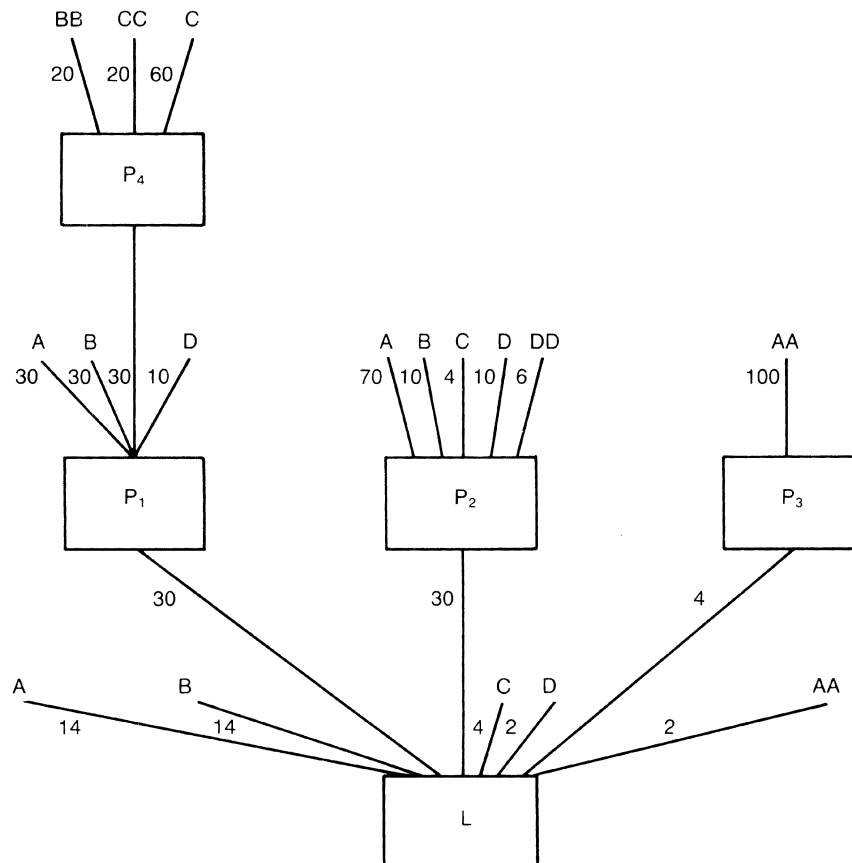 BB CC C
20 20 60
P₄
A B D
30 30 30 10
A B C D DD
70 10 4 10 6
AA
100
P₁ P₂ P₃
30 30 4
A B C D AA
14 14 4 2 2
L